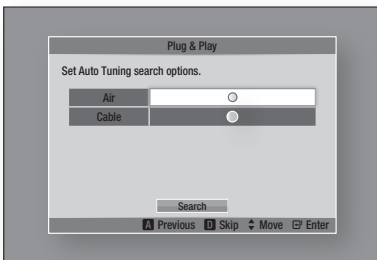 Plug & Play
Set Auto Tuning search options.
Air
Cable
Search
A Previous D Skip Move Enter